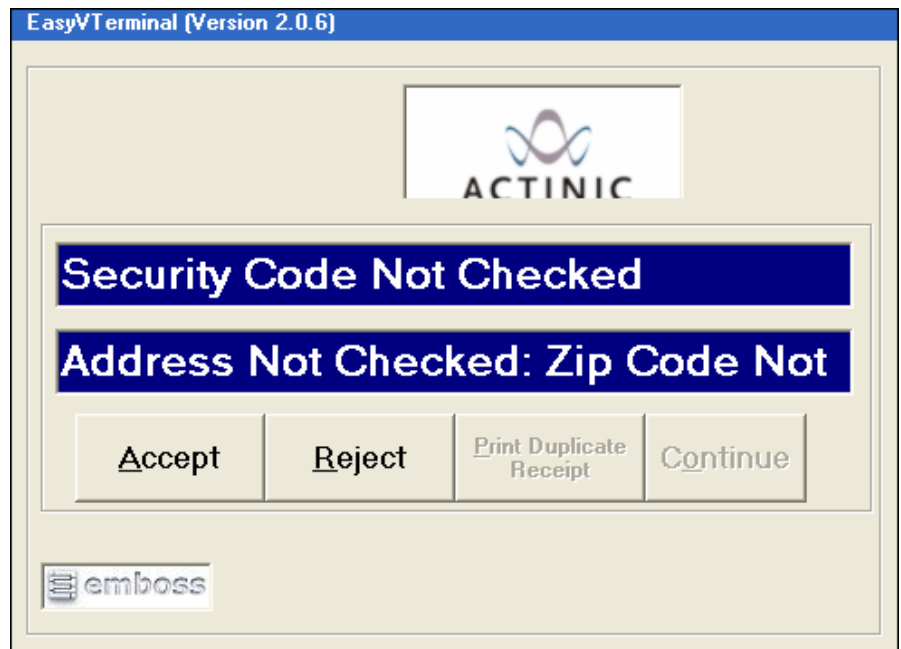 EasyVTerminal (Version 2.0.6)
ACTINIC
Security Code Not Checked
Address Not Checked: Zip Code Not
Accept
Reject
Print Duplicate
Receipt
Continue
emboss